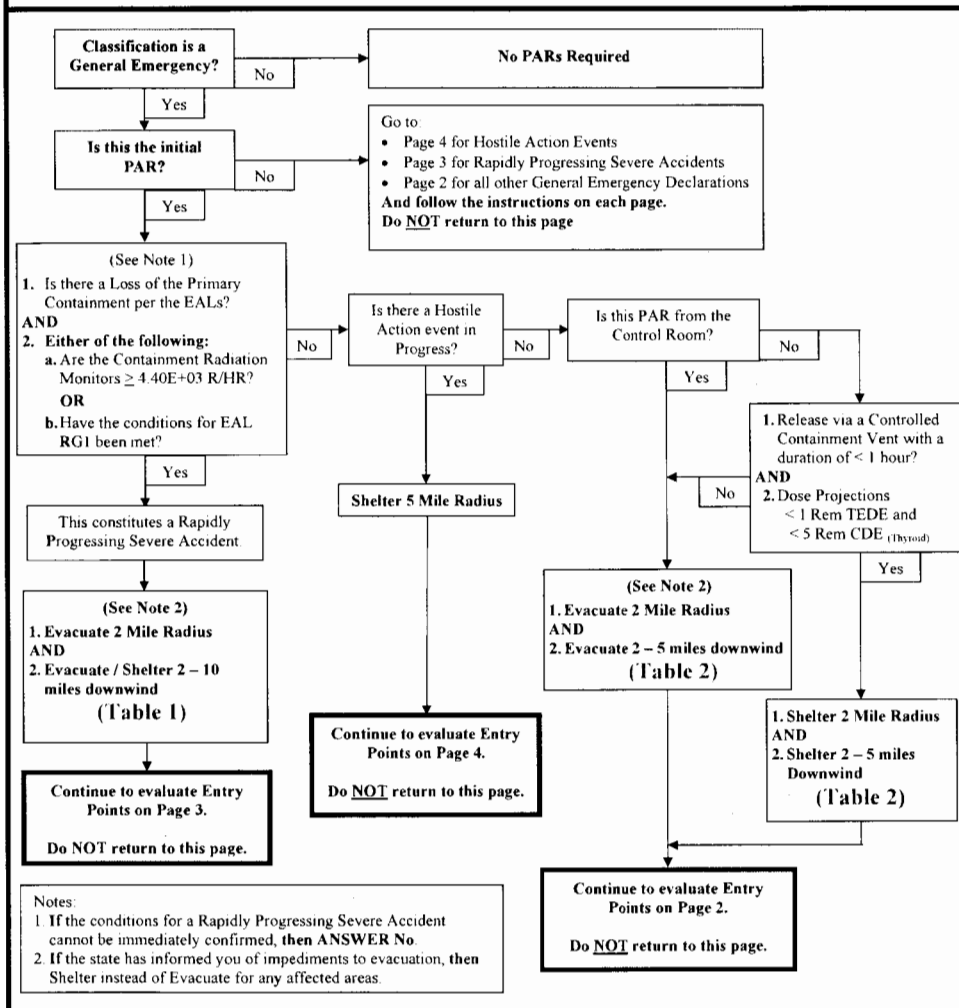 Classification is a
General Emergency?
No
No PARs Required
Yes
Is this the initial
PAR?
No
Go to:
• Page 4 for Hostile Action Events
• Page 3 for Rapidly Progressing Severe Accidents
• Page 2 for all other General Emergency Declarations
And follow the instructions on each page.
Do NOT return to this page
Yes
(See Note 1)
1. Is there a Loss of the Primary
Containment per the EALs?
AND
2. Either of the following:
a. Are the Containment Radiation
Monitors ≥ 4.40E+03 R/HR?
OR
b. Have the conditions for EAL
RG1 been met?
No
Is there a Hostile
Action event in
Progress?
No
Is this PAR from the
Control Room?
No
Yes
Yes
Yes
1. Release via a Controlled
Containment Vent with a
duration of < 1 hour?
AND
2. Dose Projections
< 1 Rem TEDE and
< 5 Rem CDE (Thyroid)
No
Yes
This constitutes a Rapidly
Progressing Severe Accident.
Shelter 5 Mile Radius
(See Note 2)
1. Evacuate 2 Mile Radius
AND
2. Evacuate / Shelter 2 – 10
miles downwind
(Table 1)
(See Note 2)
1. Evacuate 2 Mile Radius
AND
2. Evacuate 2 – 5 miles downwind
(Table 2)
1. Shelter 2 Mile Radius
AND
2. Shelter 2 – 5 miles
Downwind
(Table 2)
Continue to evaluate Entry
Points on Page 3.
Do NOT return to this page.
Continue to evaluate Entry
Points on Page 4.
Do NOT return to this page.
Continue to evaluate Entry
Points on Page 2.
Do NOT return to this page.
Notes:
1. If the conditions for a Rapidly Progressing Severe Accident
cannot be immediately confirmed, then ANSWER No.
2. If the state has informed you of impediments to evacuation, then
Shelter instead of Evacuate for any affected areas.